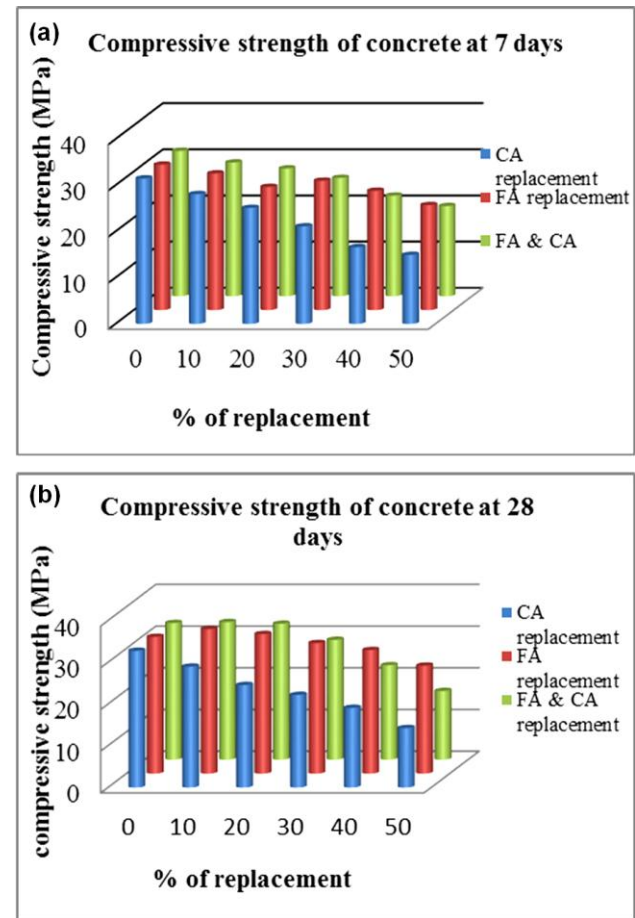 (a)
Compressive strength of concrete at 7 days
Compressive strength (MPa)
40
30
20
10
0
0 10 20 30 40 50
% of replacement
CA
replacement
FA replacement
FA & CA
(b)
Compressive strength of concrete at 28
days
compressive strength (MPa)
40
30
20
10
0
0 10 20 30 40 50
% of replacement
CA
replacement
FA
replacement
FA & CA
replacement